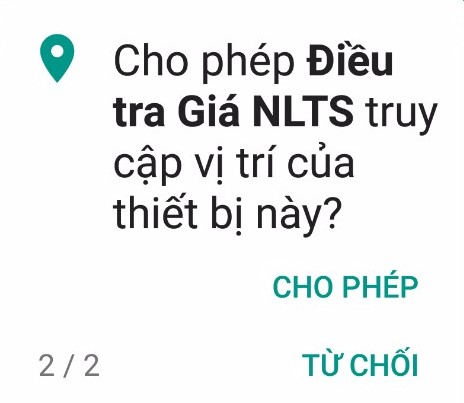 Cho phép Điều
tra Giá NLTS truy
cập vị trí của
thiết bị này?
CHO PHÉP
2 / 2
TỪ CHỐI